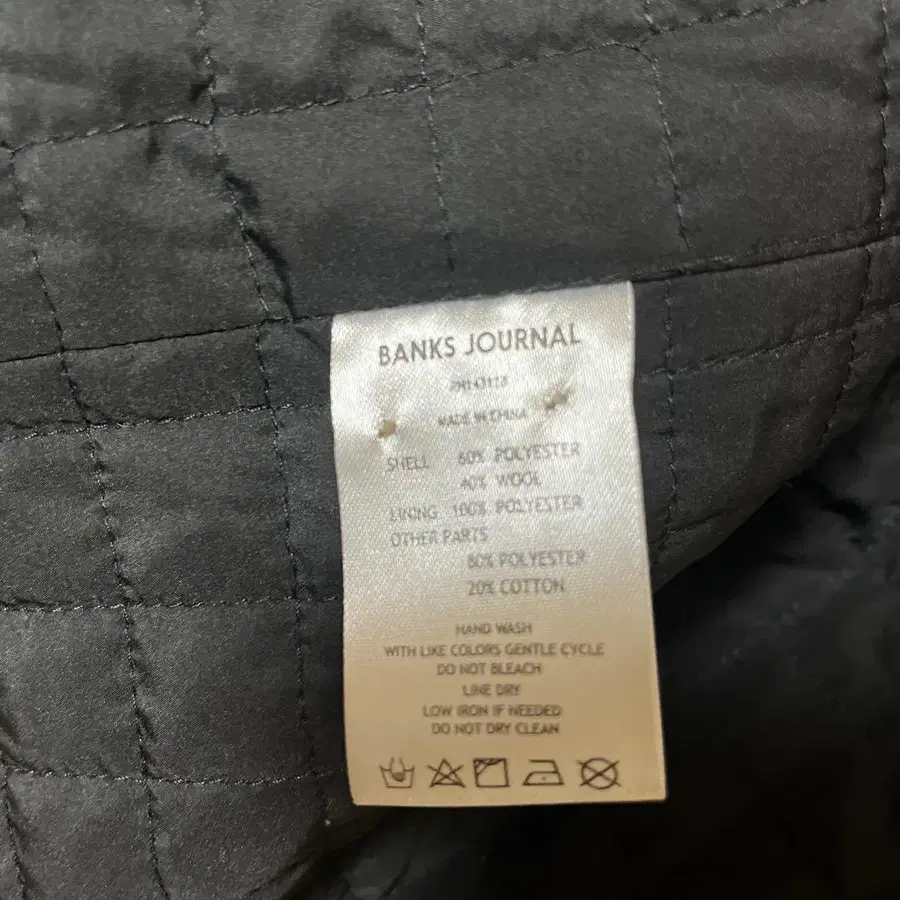 BANKS JOURNAL
MADE IN CHINA
SHELL 60% POLYESTER
40% WOOL
LINING 100% POLYESTER
OTHER PARTS
80% POLYESTER
20% COTTON
HAND WASH
WITH LIKE COLORS GENTLE CYCLE
DO NOT BLEACH
LINE DRY
LOW IRON IF NEEDED
DO NOT DRY CLEAN